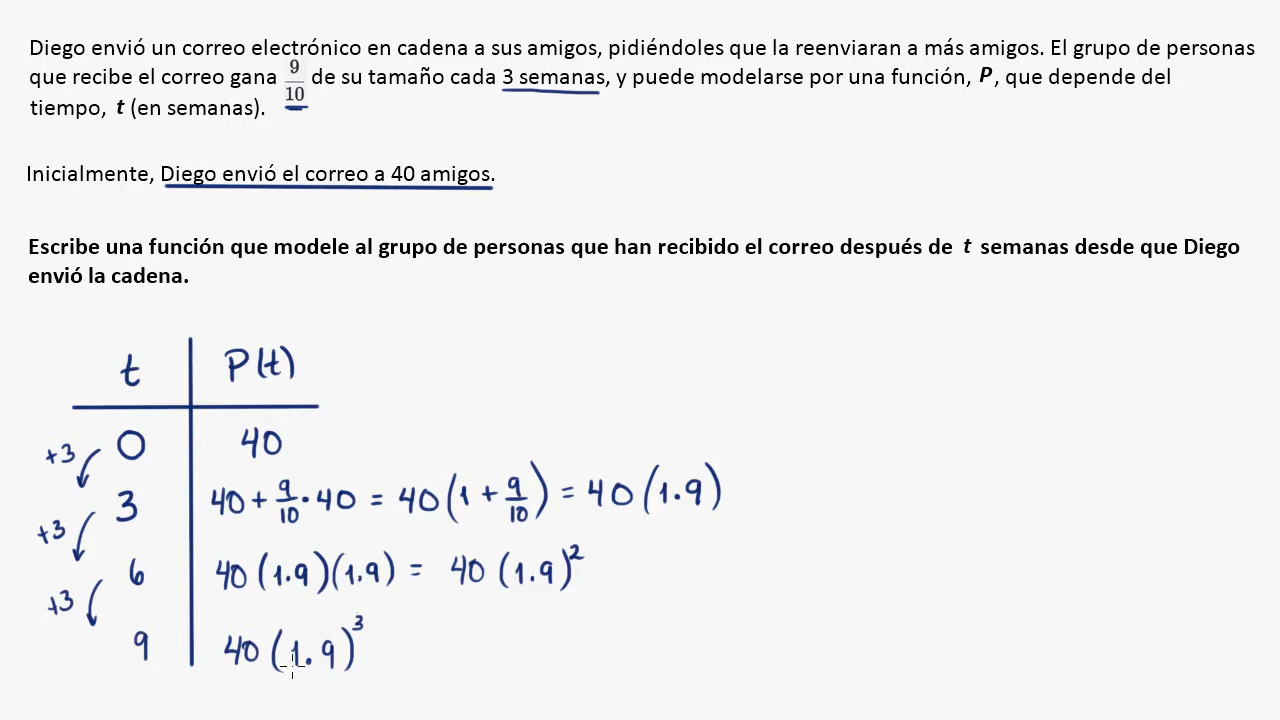 Diego envió un correo electrónico en cadena a sus amigos, pidiéndoles que la reenviaran a más amigos. El grupo de personas
que recibe el correo gana 9/10 de su tamaño cada 3 semanas, y puede modelarse por una función, P, que depende del
tiempo, t (en semanas).
Inicialmente, Diego envió el correo a 40 amigos.
Escribe una función que modele al grupo de personas que han recibido el correo después de t semanas desde que Diego
envió la cadena.
t P(t)
0 40
+3
3 40 + 9/10 · 40 = 40 (1 + 9/10) = 40 (1.9)
+3
6 40 (1.9)(1.9) = 40 (1.9)²
+3
9 40 (1.9)³